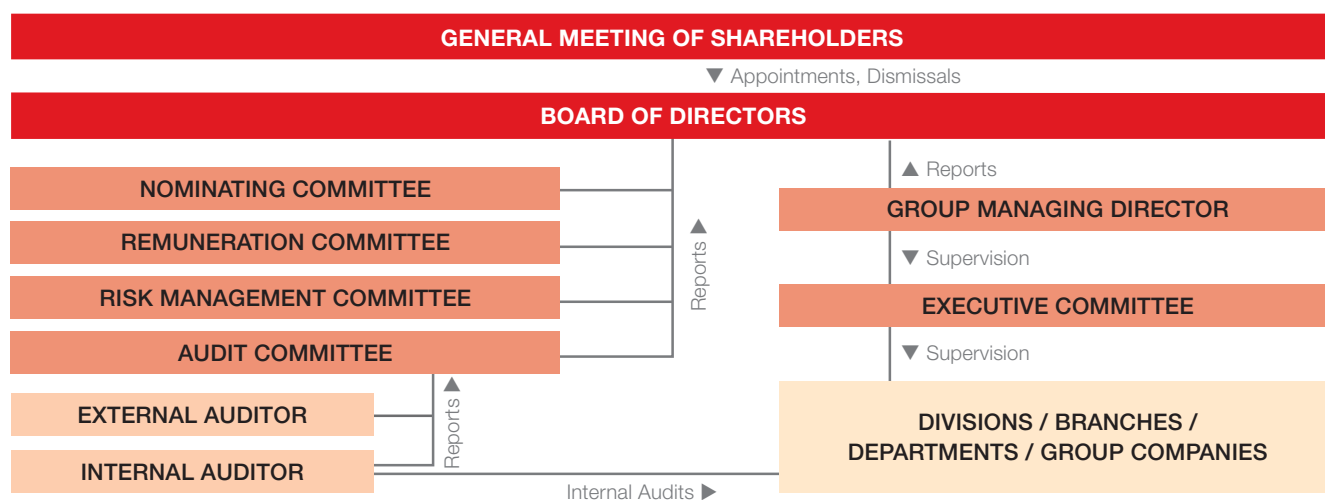 GENERAL MEETING OF SHAREHOLDERS
▼ Appointments, Dismissals
BOARD OF DIRECTORS
NOMINATING COMMITTEE
REMUNERATION COMMITTEE
RISK MANAGEMENT COMMITTEE
AUDIT COMMITTEE
Reports ▲
EXTERNAL AUDITOR
INTERNAL AUDITOR
Reports ▲
Internal Audits ▶
▲ Reports
GROUP MANAGING DIRECTOR
▼ Supervision
EXECUTIVE COMMITTEE
▼ Supervision
DIVISIONS / BRANCHES /
DEPARTMENTS / GROUP COMPANIES